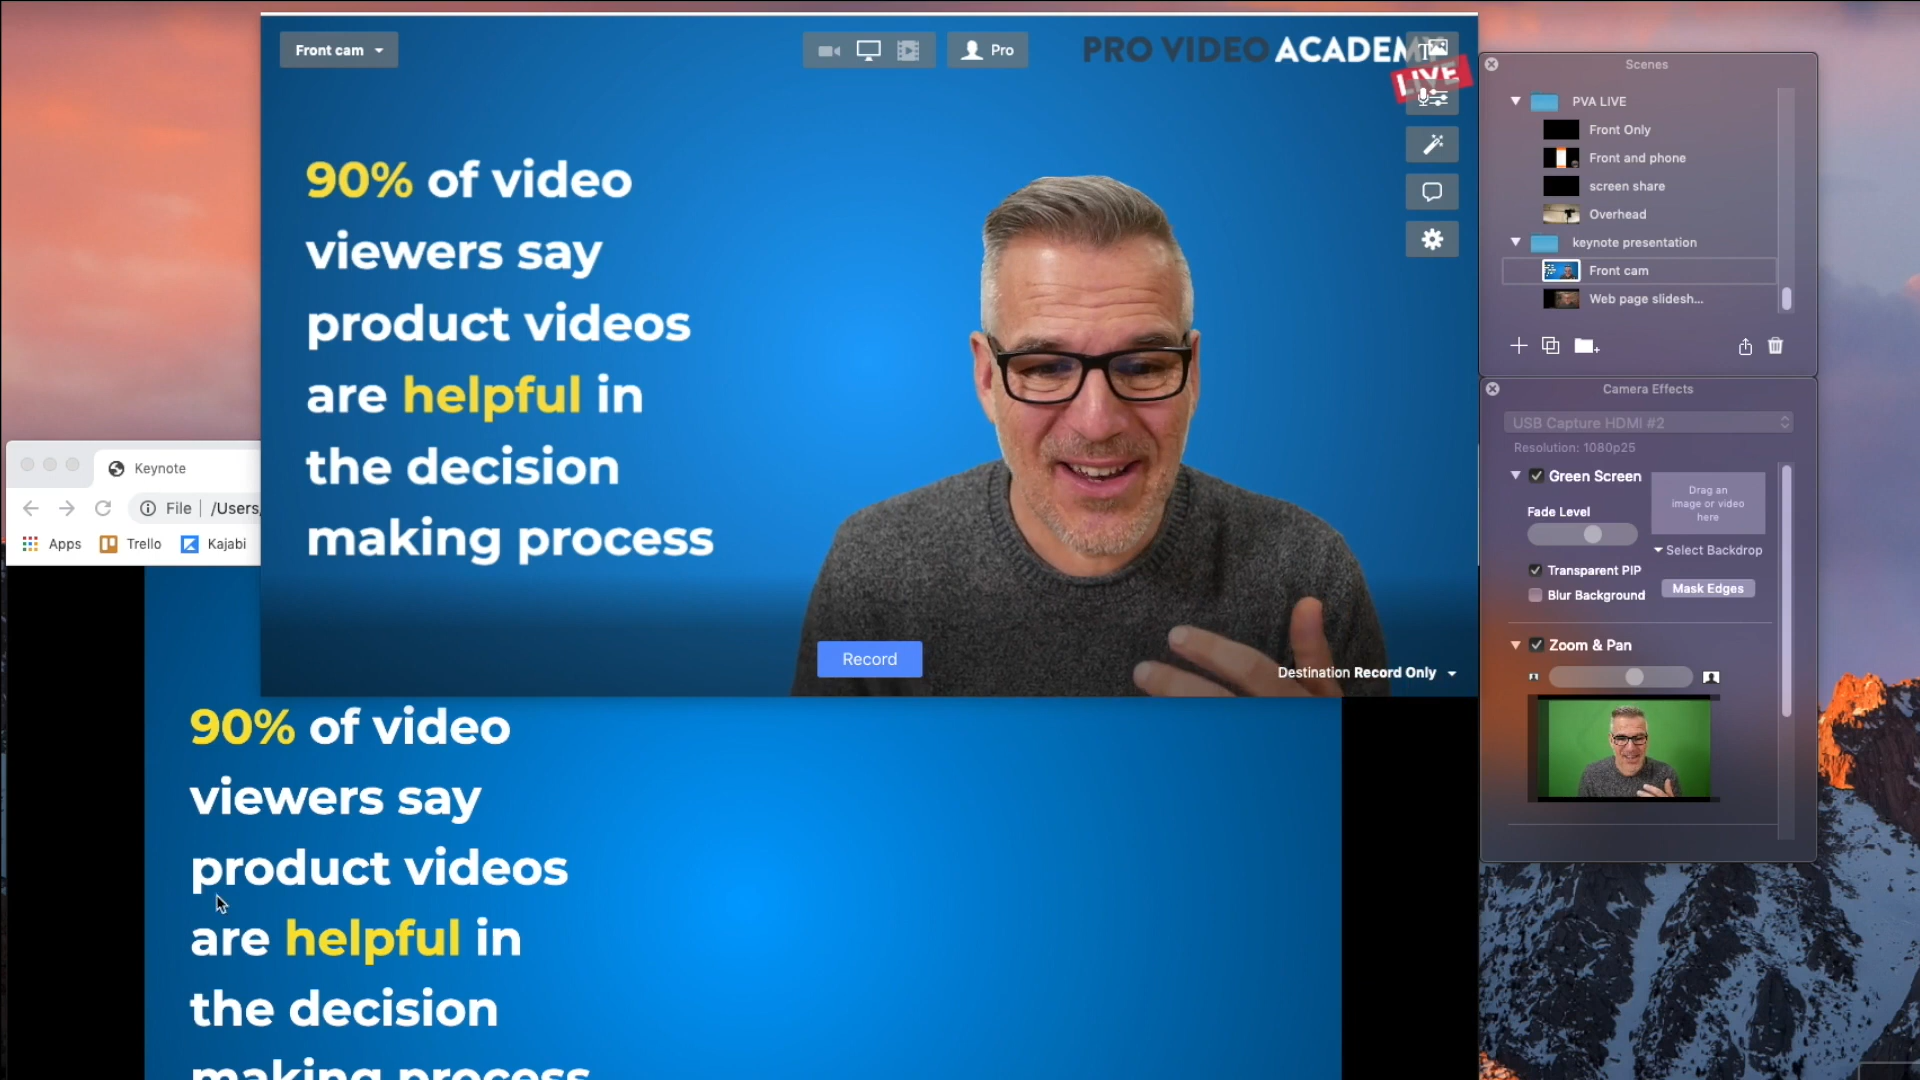 Front cam
Pro
PRO VIDEO ACADEMY
LIVE
90% of video
viewers say
product videos
are helpful in
the decision
making process
Record
Destination Record Only
Keynote
File
/Users,
Apps
Trello
Kajabi
90% of video
viewers say
product videos
are helpful in
the decision
making process
Scenes
PVA LIVE
Front Only
Front and phone
screen share
Overhead
keynote presentation
Front cam
Web page slidesh...
Camera Effects
USB Capture HDMI #2
Resolution: 1080p25
Green Screen
Drag an
image or video
here
Fade Level
Select Backdrop
Transparent PIP
Mask Edges
Blur Background
Zoom & Pan